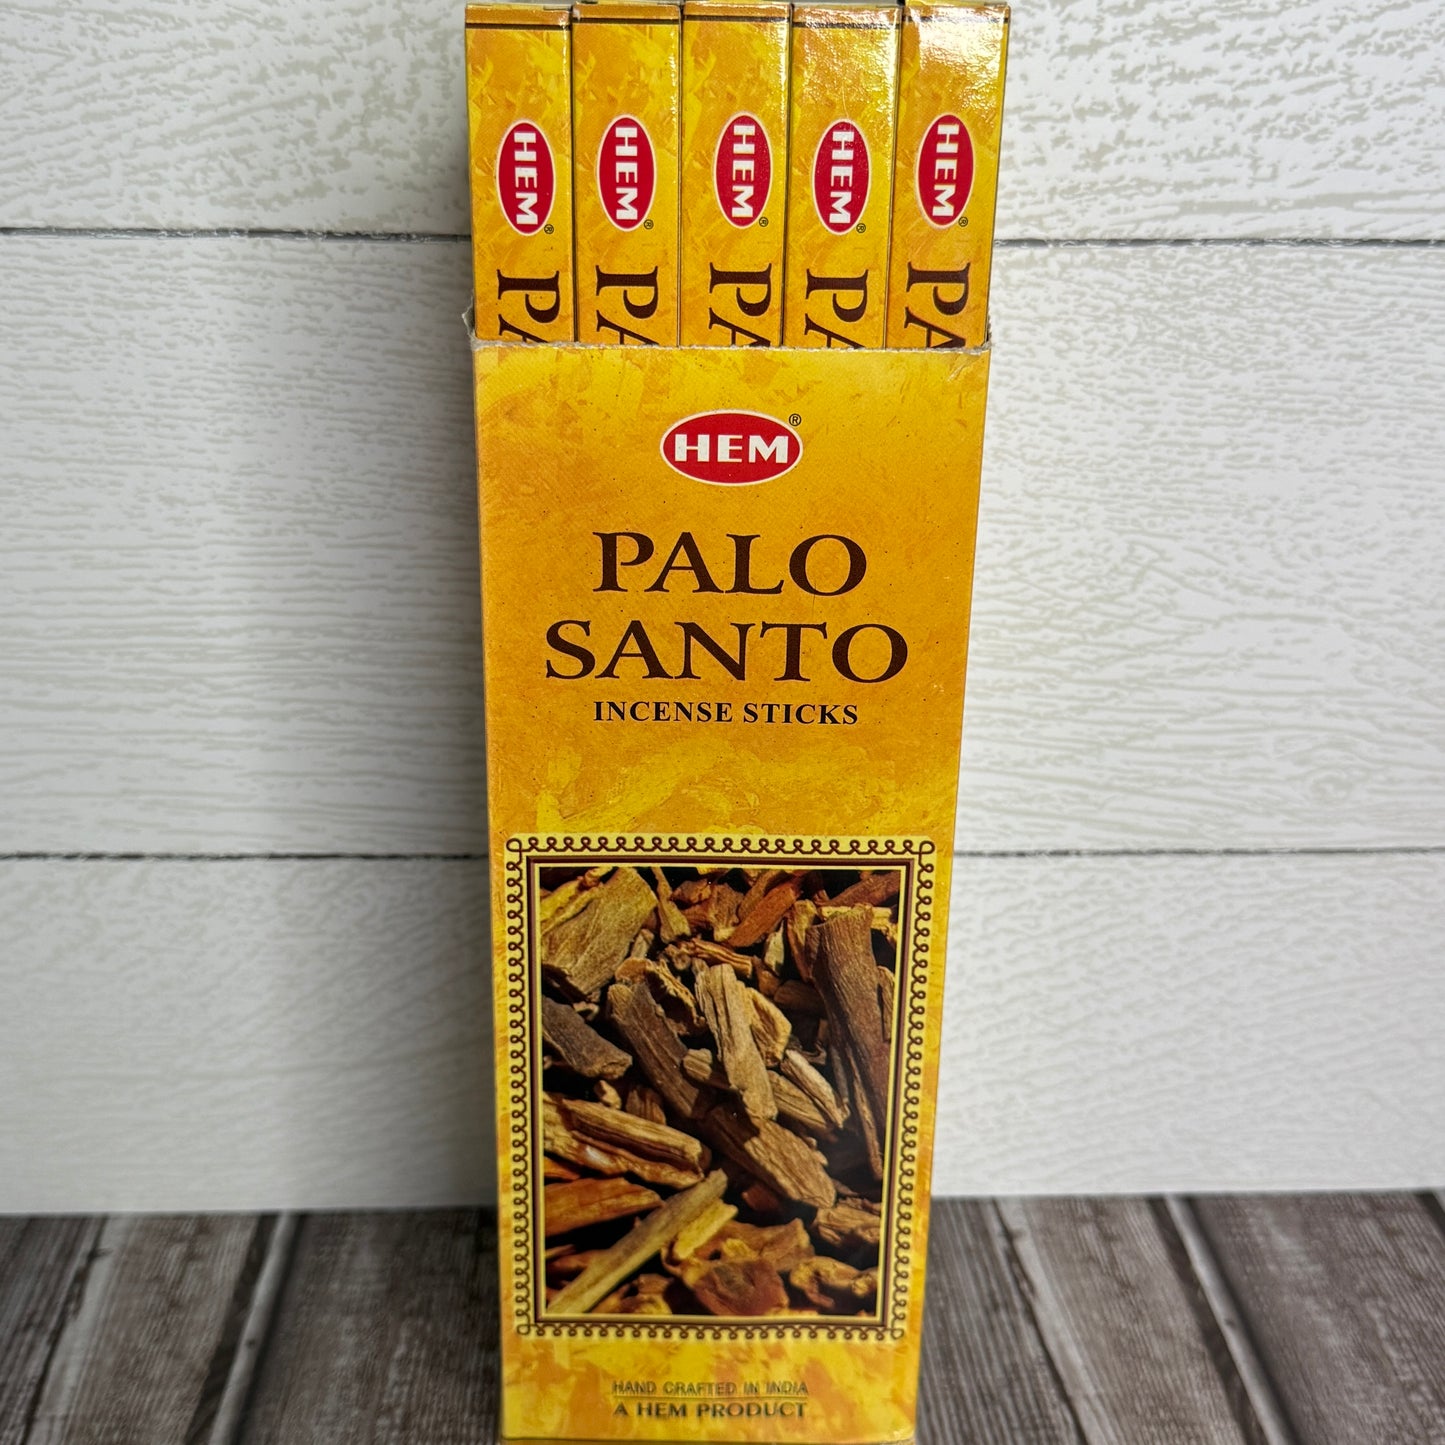 HEM® PA
HEM® PA
HEM® PA
HEM® PA
HEM® PA
HEM®
PALO
SANTO
INCENSE STICKS
HAND CRAFTED IN INDIA
A HEM PRODUCT